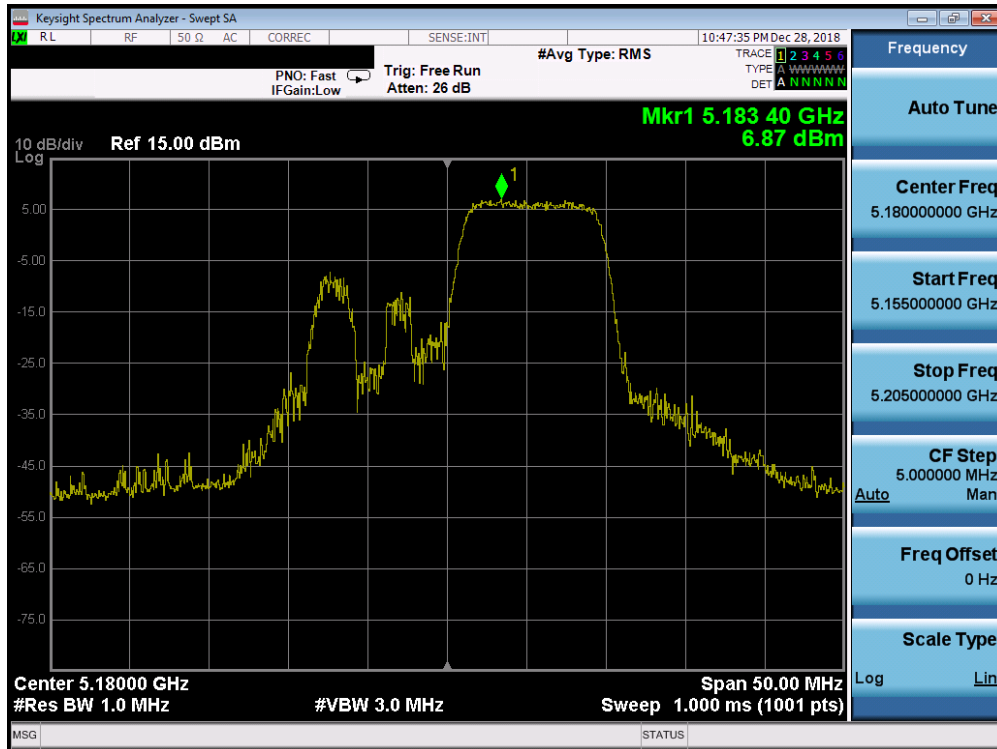 Keysight Spectrum Analyzer - Swept SA
LXI RL RF 50 Ω AC CORREC SENSE:INT 10:47:35 PM Dec 28, 2018
PNO: Fast
IFGain:Low
Trig: Free Run
Atten: 26 dB
#Avg Type: RMS
TRACE 1 2 3 4 5 6
TYPE A WWWWW
DET A N N N N N
Mkr1 5.183 40 GHz
6.87 dBm
10 dB/div
Log
Ref 15.00 dBm
1
5.00
-5.00
-15.0
-25.0
-35.0
-45.0
-55.0
-65.0
-75.0
Center 5.18000 GHz
Span 50.00 MHz
#Res BW 1.0 MHz
#VBW 3.0 MHz
Sweep 1.000 ms (1001 pts)
MSG
STATUS
Frequency
Auto Tune
Center Freq
5.180000000 GHz
Start Freq
5.155000000 GHz
Stop Freq
5.205000000 GHz
CF Step
5.000000 MHz
Auto Man
Freq Offset
0 Hz
Scale Type
Log Lin